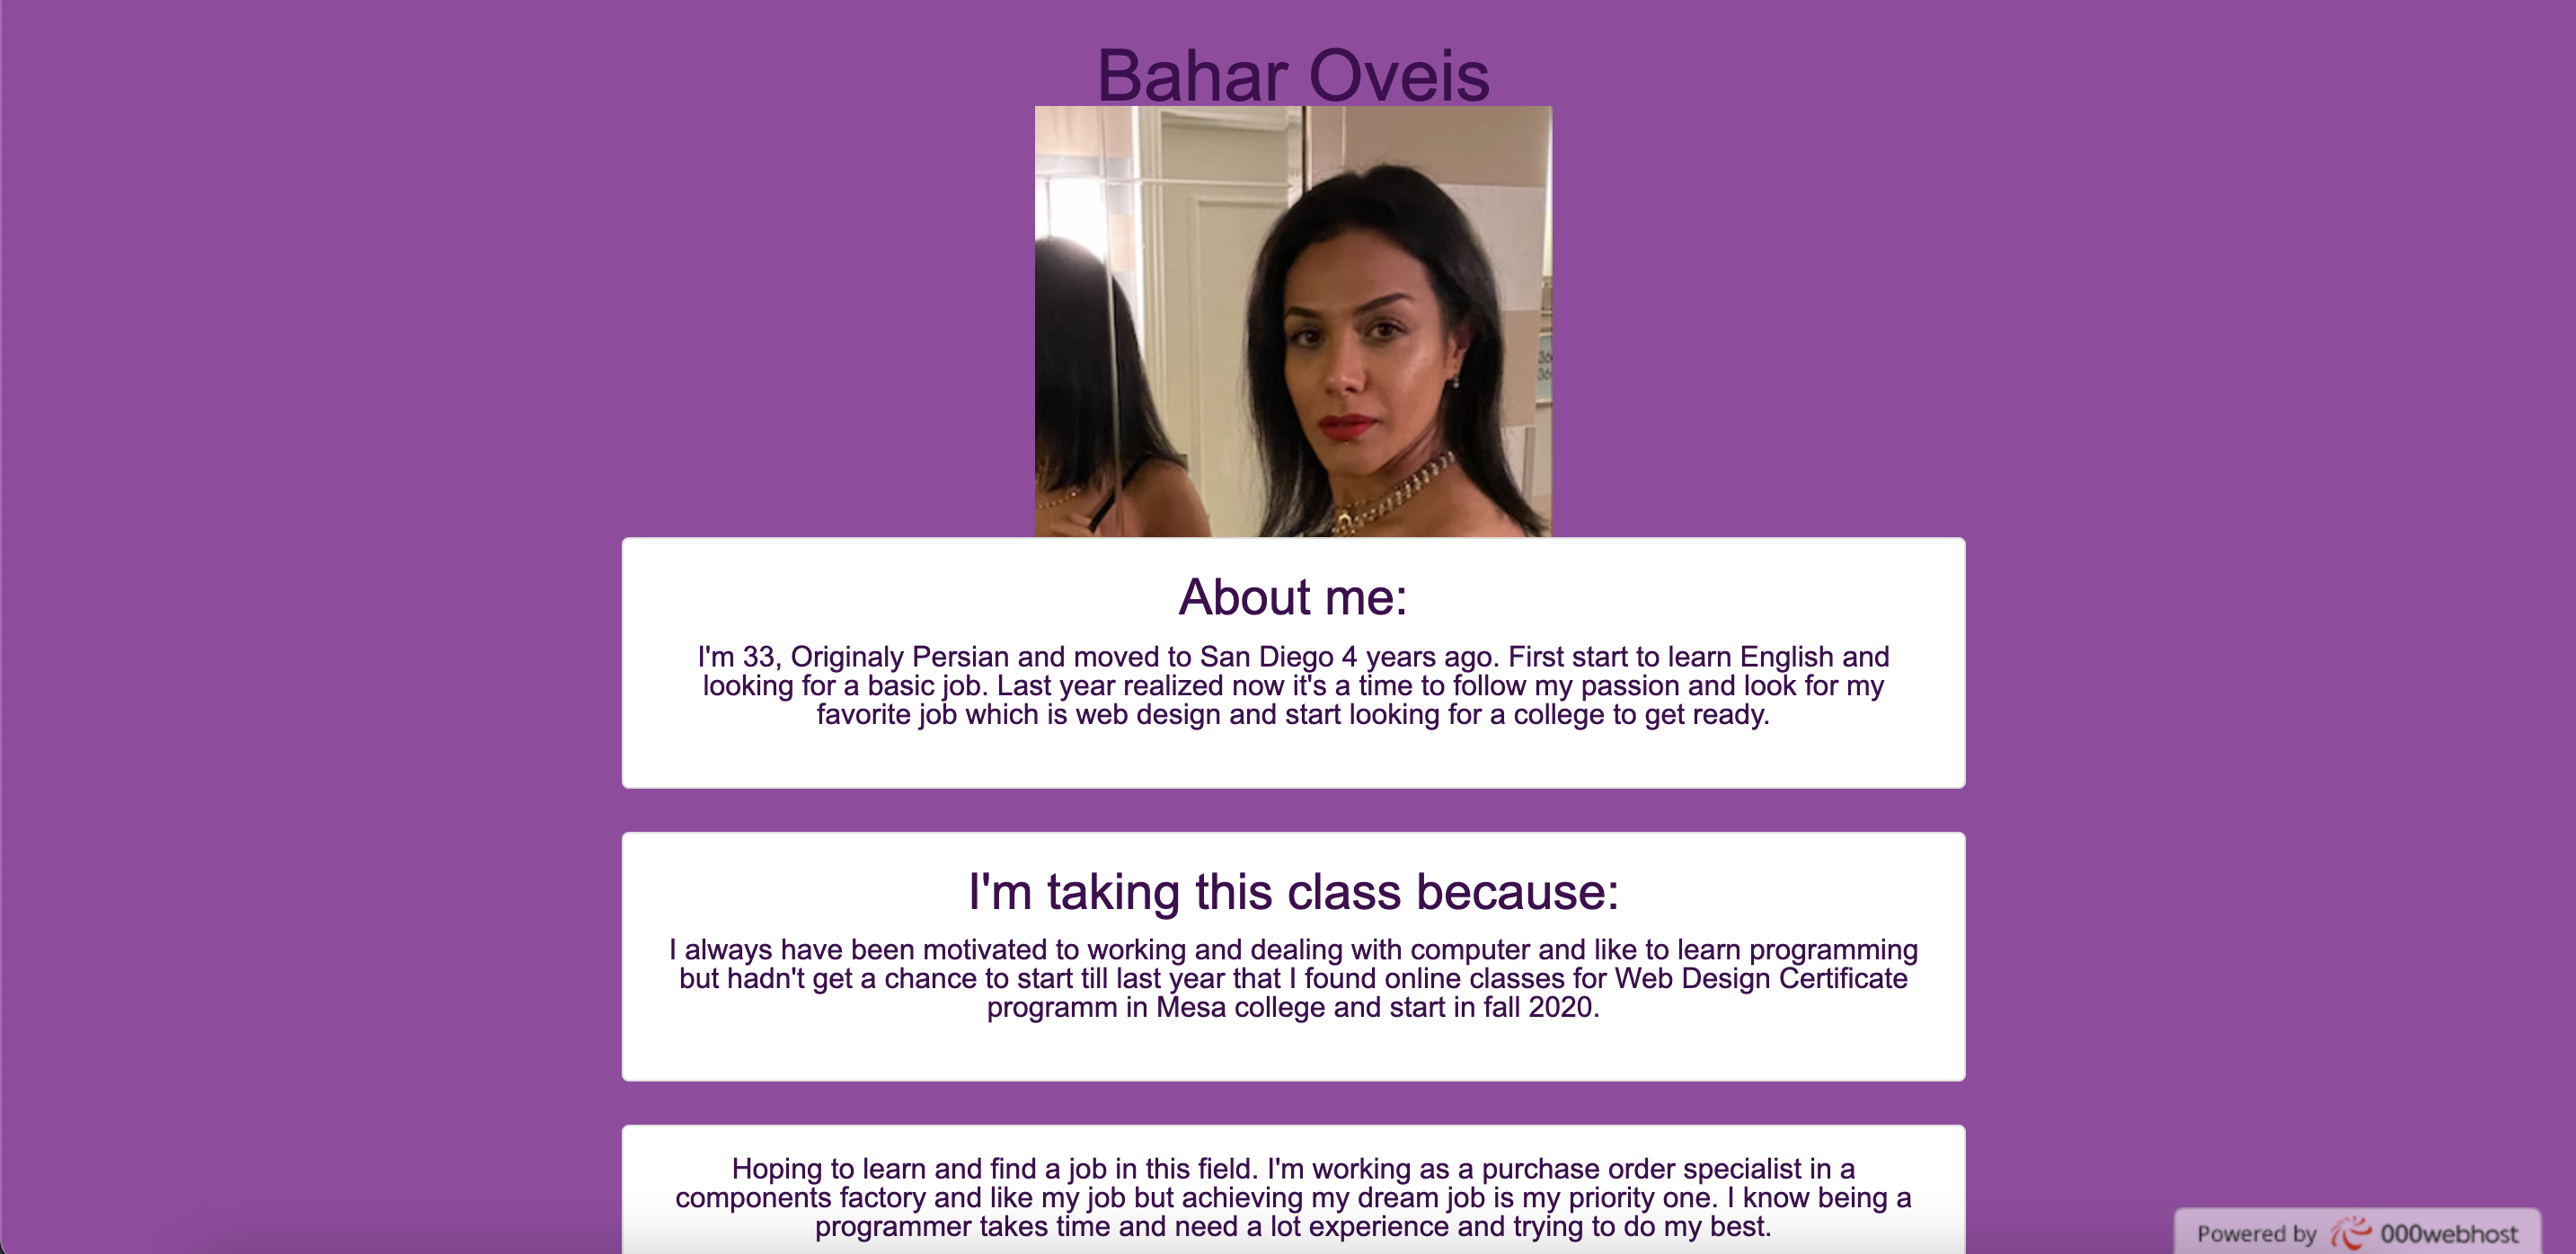 Bahar Oveis
36
36
About me:
I'm 33, Originaly Persian and moved to San Diego 4 years ago. First start to learn English and
looking for a basic job. Last year realized now it's a time to follow my passion and look for my
favorite job which is web design and start looking for a college to get ready.
I'm taking this class because:
I always have been motivated to working and dealing with computer and like to learn programming
but hadn't get a chance to start till last year that I found online classes for Web Design Certificate
programm in Mesa college and start in fall 2020.
Hoping to learn and find a job in this field. I'm working as a purchase order specialist in a
components factory and like my job but achieving my dream job is my priority one. I know being a
programmer takes time and need a lot experience and trying to do my best.
Powered by 000webhost